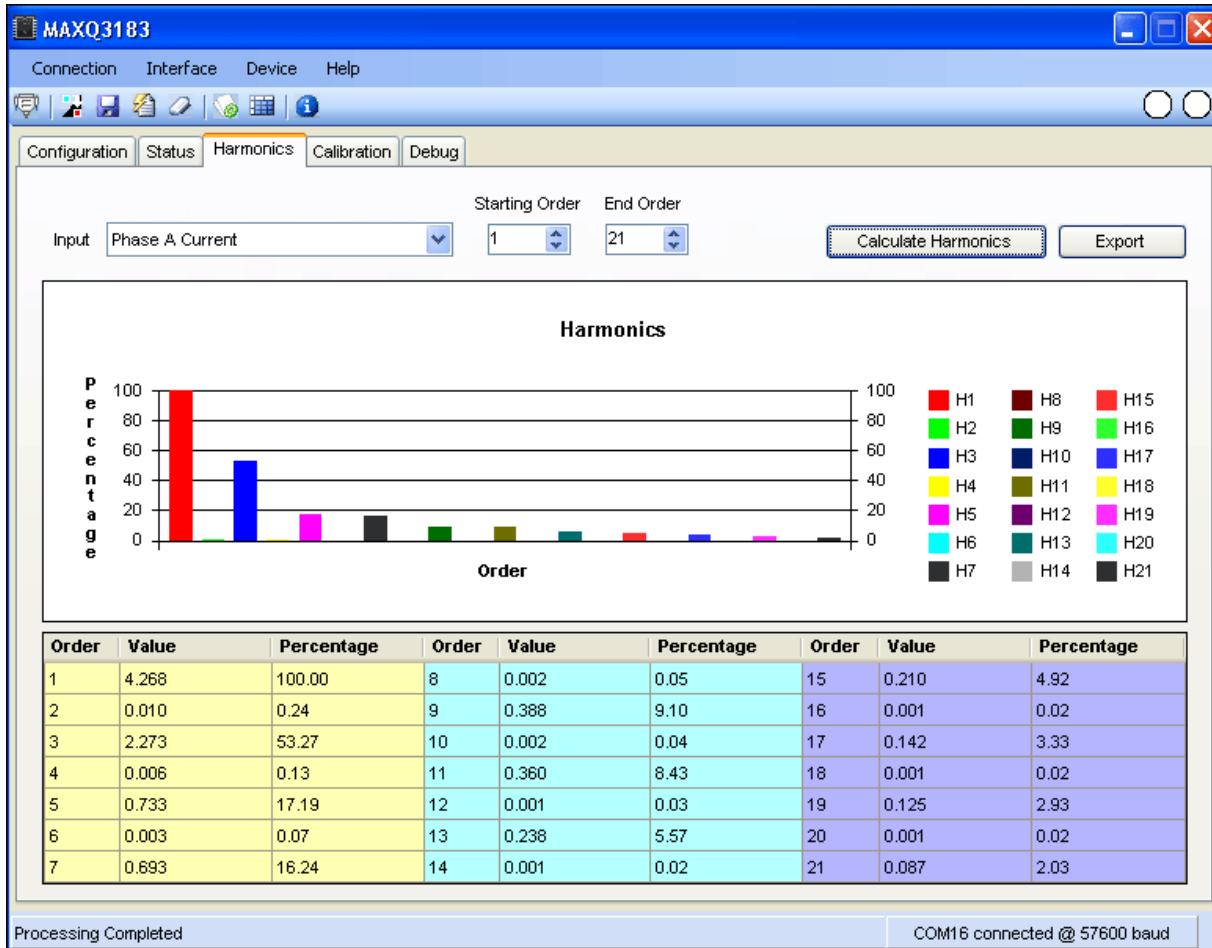 MAXQ3183
Connection Interface Device Help
Configuration Status Harmonics Calibration Debug
Starting Order End Order
Input Phase A Current 1 21 Calculate Harmonics Export
Harmonics
Percentage
100 100
80 80
60 60
40 40
20 20
0 0
Order
H1 H8 H15
H2 H9 H16
H3 H10 H17
H4 H11 H18
H5 H12 H19
H6 H13 H20
H7 H14 H21
Order Value Percentage Order Value Percentage Order Value Percentage
1 4.268 100.00 8 0.002 0.05 15 0.210 4.92
2 0.010 0.24 9 0.388 9.10 16 0.001 0.02
3 2.273 53.27 10 0.002 0.04 17 0.142 3.33
4 0.006 0.13 11 0.360 8.43 18 0.001 0.02
5 0.733 17.19 12 0.001 0.03 19 0.125 2.93
6 0.003 0.07 13 0.238 5.57 20 0.001 0.02
7 0.693 16.24 14 0.001 0.02 21 0.087 2.03
Processing Completed COM16 connected @ 57600 baud